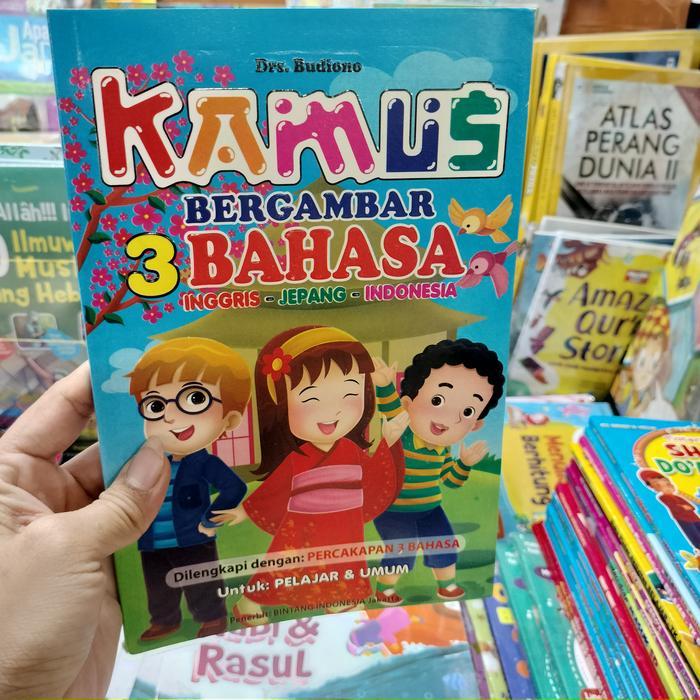 Drs. Budiono
KAMUS
BERGAMBAR
3 BAHASA
INGGRIS - JEPANG - INDONESIA
Dilengkapi dengan: PERCAKAPAN 3 BAHASA
Untuk: PELAJAR & UMUM
Penerbit: BINTANG INDONESIA Jakarta
ATLAS
PERANG
DUNIA II
Rasul